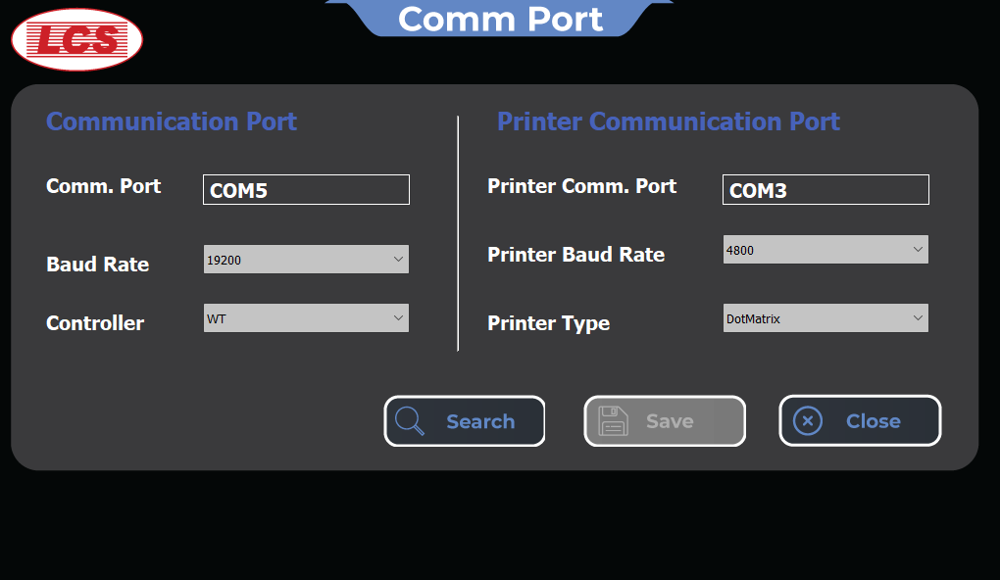 Comm Port
LCS
Communication Port
Comm. Port
COM5
Baud Rate
19200
Controller
WT
Printer Communication Port
Printer Comm. Port
COM3
Printer Baud Rate
4800
Printer Type
DotMatrix
Search
Save
Close